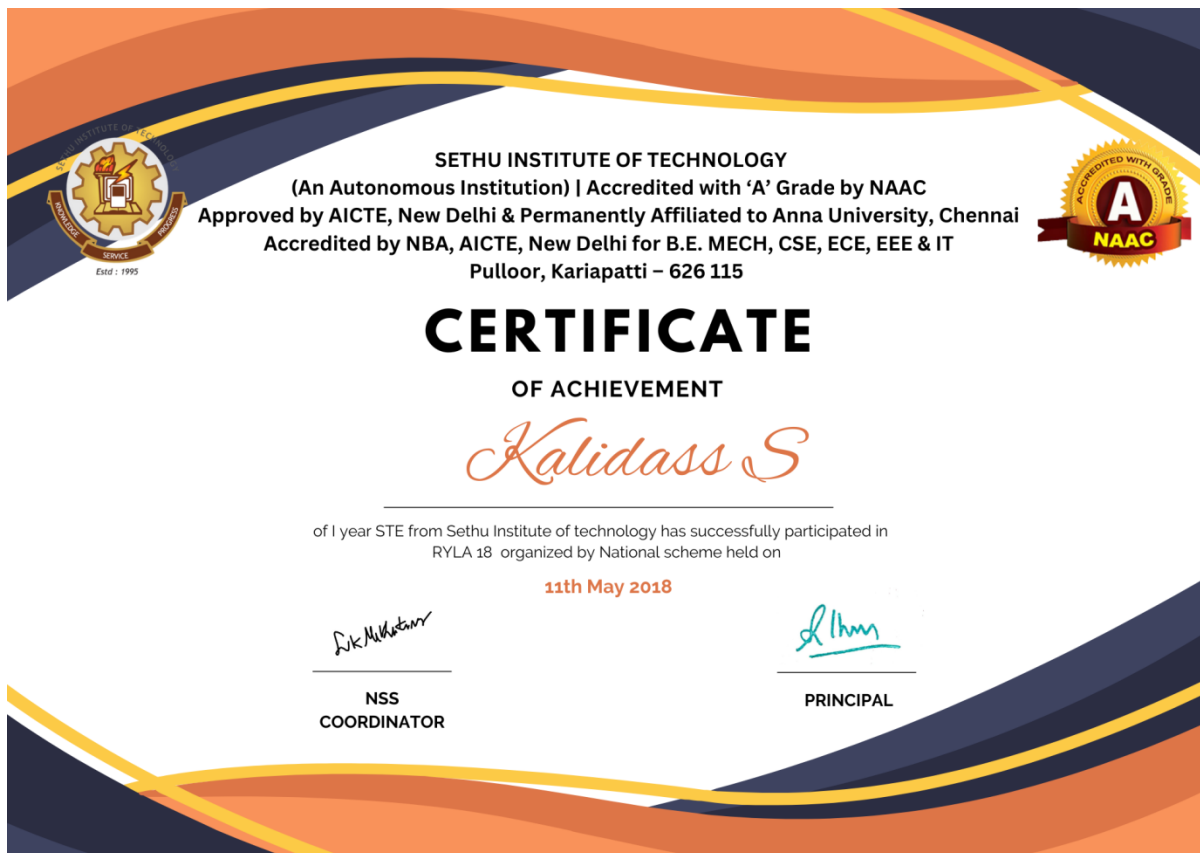 SETHU INSTITUTE OF TECHNOLOGY
KNOWLEDGE
SERVICE
PROGRESS
Estd : 1995
SETHU INSTITUTE OF TECHNOLOGY
(An Autonomous Institution) | Accredited with ‘A’ Grade by NAAC
Approved by AICTE, New Delhi & Permanently Affiliated to Anna University, Chennai
Accredited by NBA, AICTE, New Delhi for B.E. MECH, CSE, ECE, EEE & IT
Pulloor, Kariapatti – 626 115
ACCREDITED WITH GRADE
A
NAAC
CERTIFICATE
OF ACHIEVEMENT
Kalidass S
of I year STE from Sethu Institute of technology has successfully participated in
RYLA 18 organized by National scheme held on
11th May 2018
NSS
COORDINATOR
PRINCIPAL